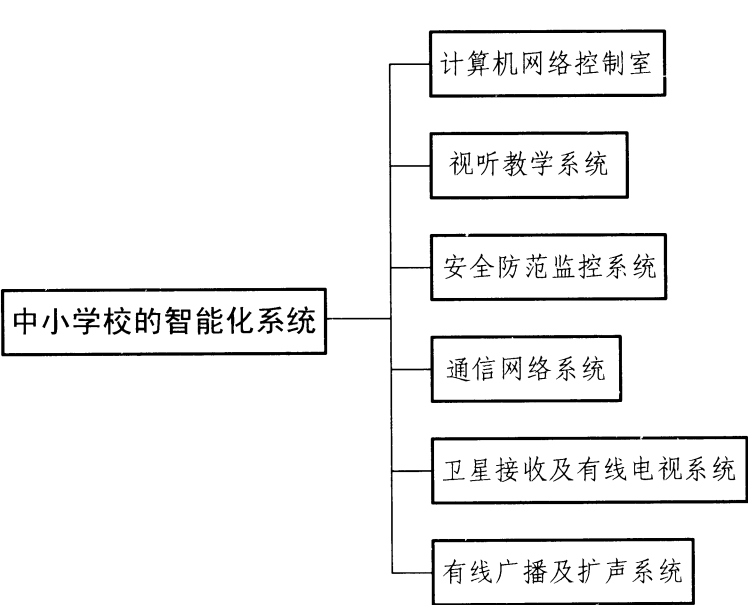 计算机网络控制室
视听教学系统
安全防范监控系统
中小学校的智能化系统
通信网络系统
卫星接收及有线电视系统
有线广播及扩声系统